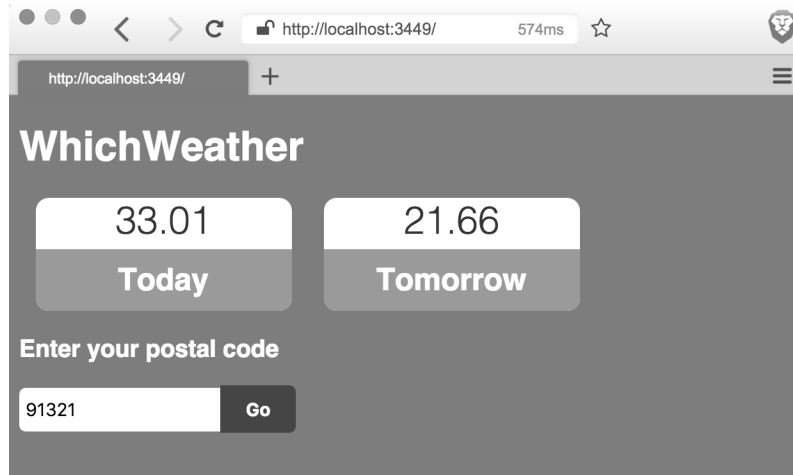 http://localhost:3449/ 574ms
http://localhost:3449/
WhichWeather
33.01 21.66
Today Tomorrow
Enter your postal code
91321 Go